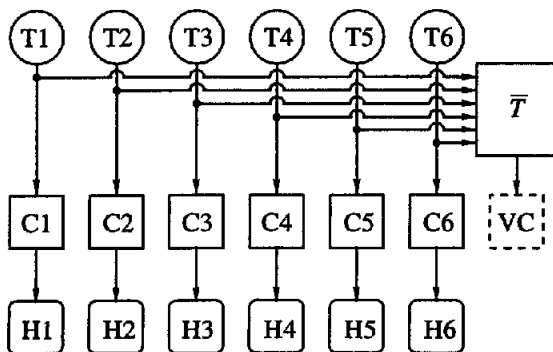 T1 T2 T3 T4 T5 T6
T̅
C1 C2 C3 C4 C5 C6 VC
H1 H2 H3 H4 H5 H6